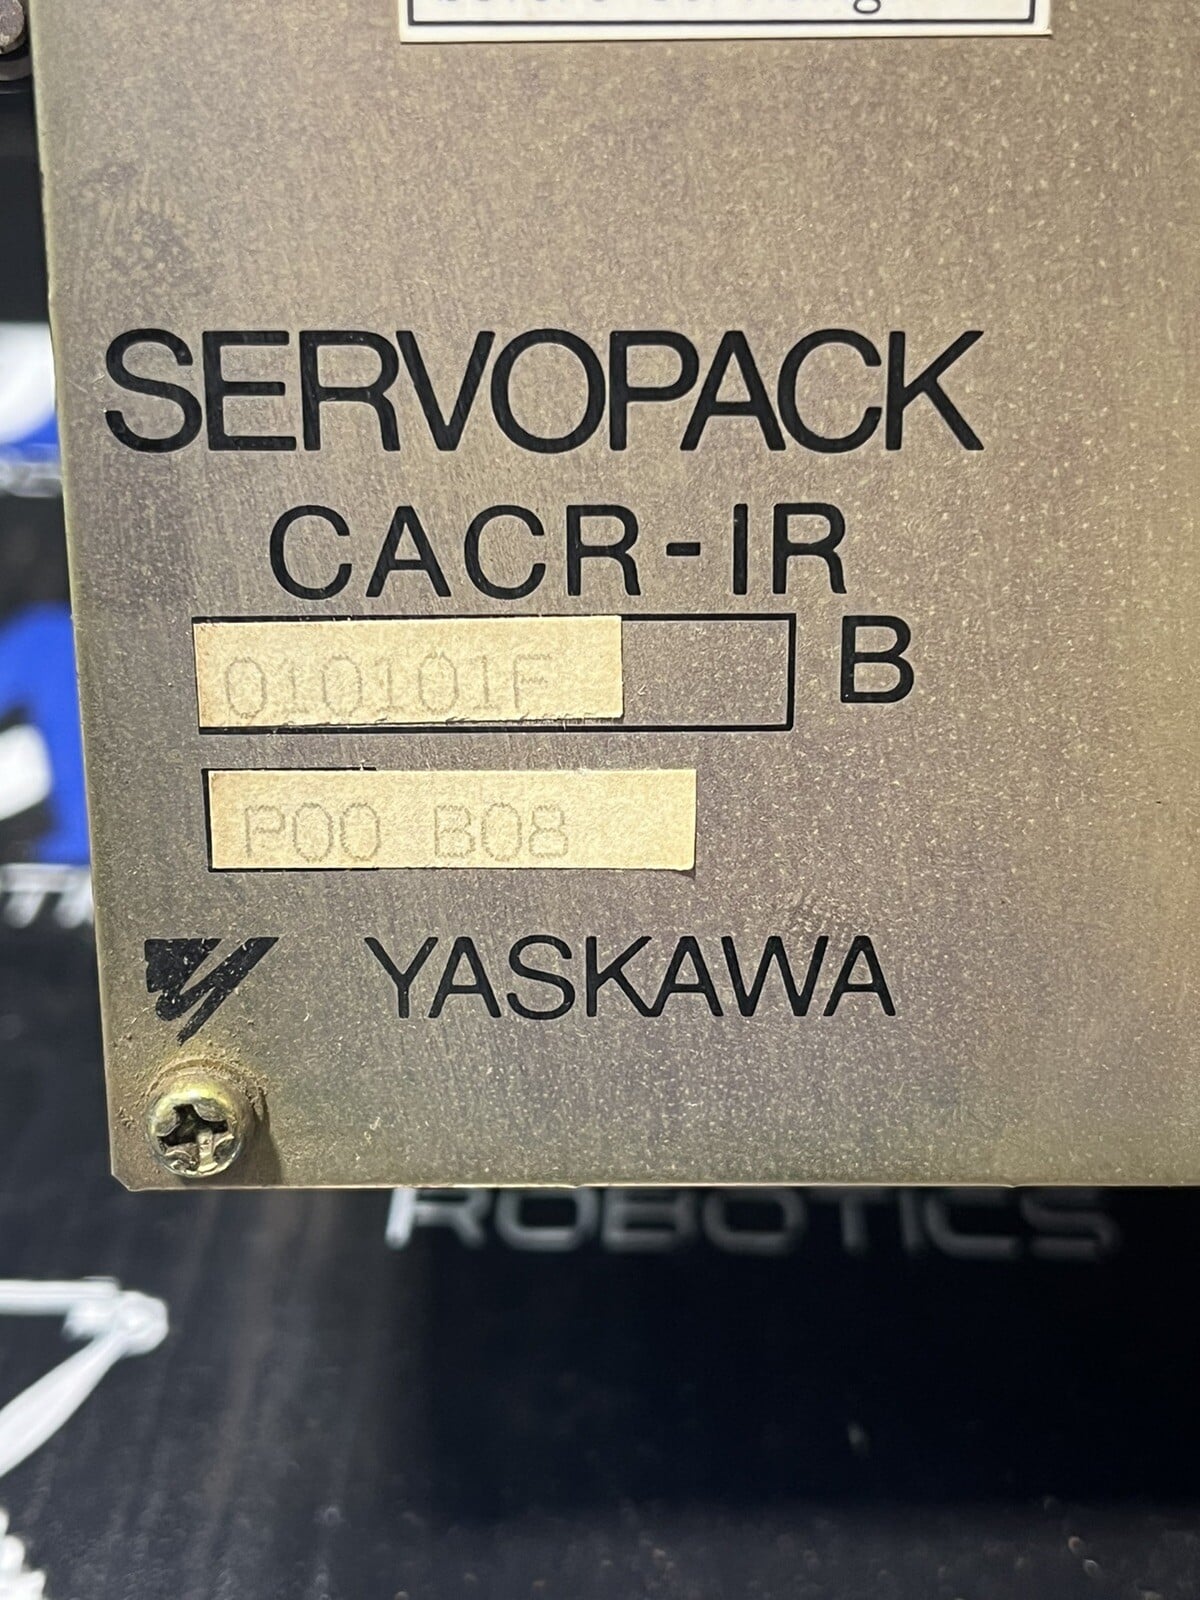 SERVOPACK
CACR-IR
010101F B
P00 B08
YASKAWA
ROBOTICS